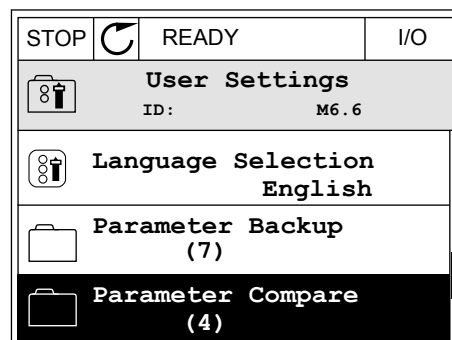 STOP READY I/O
User Settings
ID: M6.6
Language Selection
English
Parameter Backup
(7)
Parameter Compare
(4)